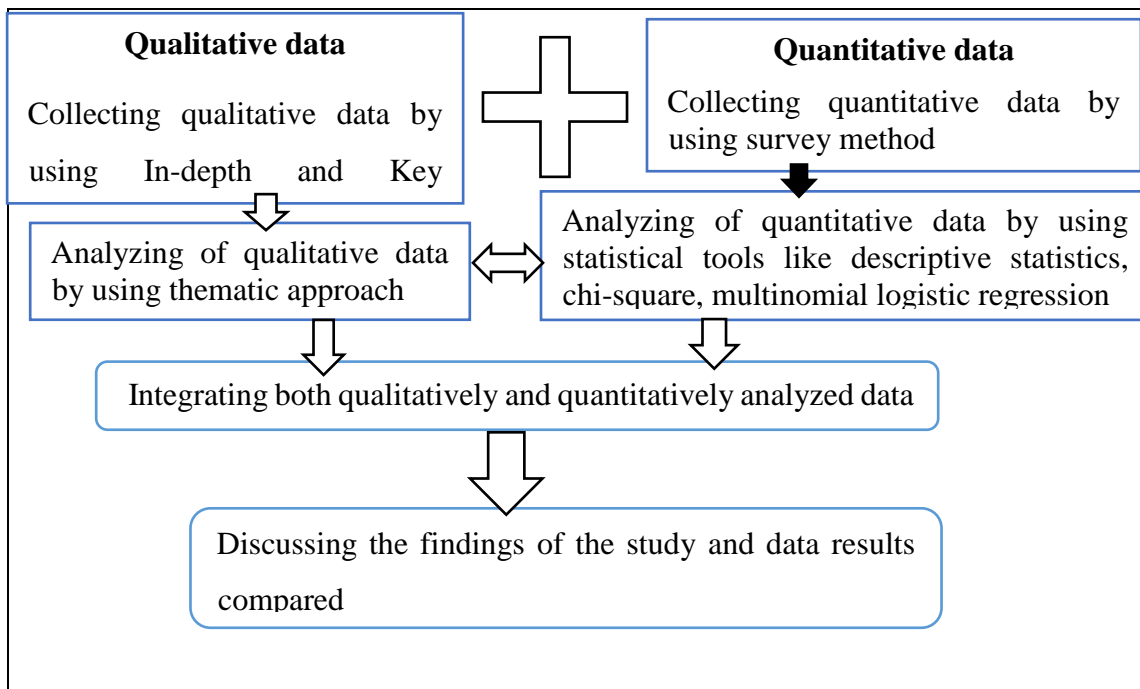 Qualitative data
Collecting qualitative data by
using In-depth and Key
Quantitative data
Collecting quantitative data by
using survey method
Analyzing of qualitative data
by using thematic approach
Analyzing of quantitative data by using
statistical tools like descriptive statistics,
chi-square, multinomial logistic regression
Integrating both qualitatively and quantitatively analyzed data
Discussing the findings of the study and data results
compared